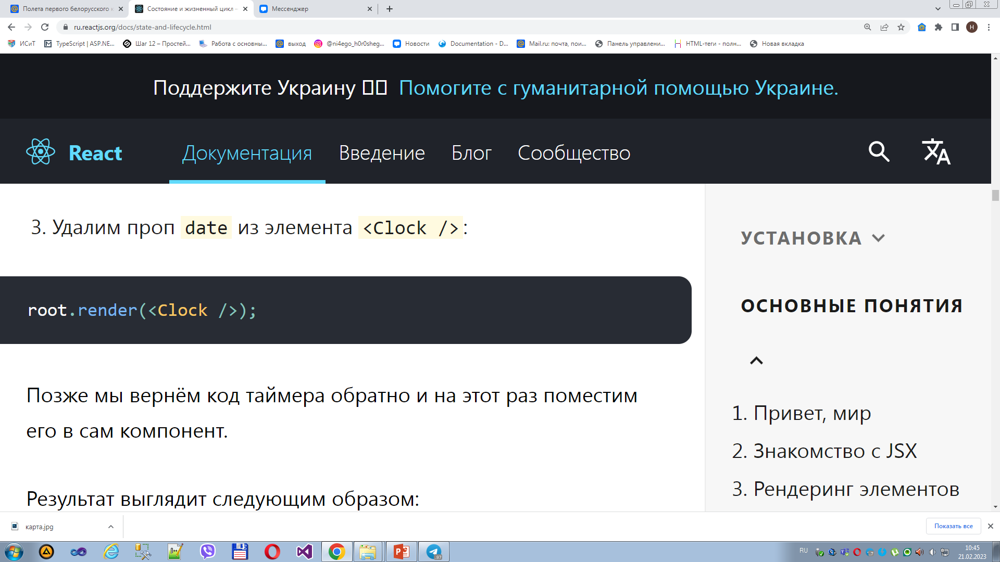 Полета первого белорусского к
Состояние и жизненный цикл –
Мессенджер
ru.reactjs.org/docs/state-and-lifecycle.html
Н
ИСиТ
TypeScript | ASP.NE...
Шаг 12 – Простей...
Работа с основны...
выход
@ni4ego_h0r0sheg...
Новости
Documentation - D...
Mail.ru: почта, пои...
Панель управлени...
HTML-теги - полн...
Новая вкладка
Поддержите Украину Помогите с гуманитарной помощью Украине.
React
Документация
Введение
Блог
Сообщество
3. Удалим проп date из элемента <Clock />:
root.render(<Clock />);
Позже мы вернём код таймера обратно и на этот раз поместим
его в сам компонент.
Результат выглядит следующим образом:
УСТАНОВКА
ОСНОВНЫЕ ПОНЯТИЯ
1. Привет, мир
2. Знакомство с JSX
3. Рендеринг элементов
карта.jpg
Показать все
RU
10:45
21.02.2023